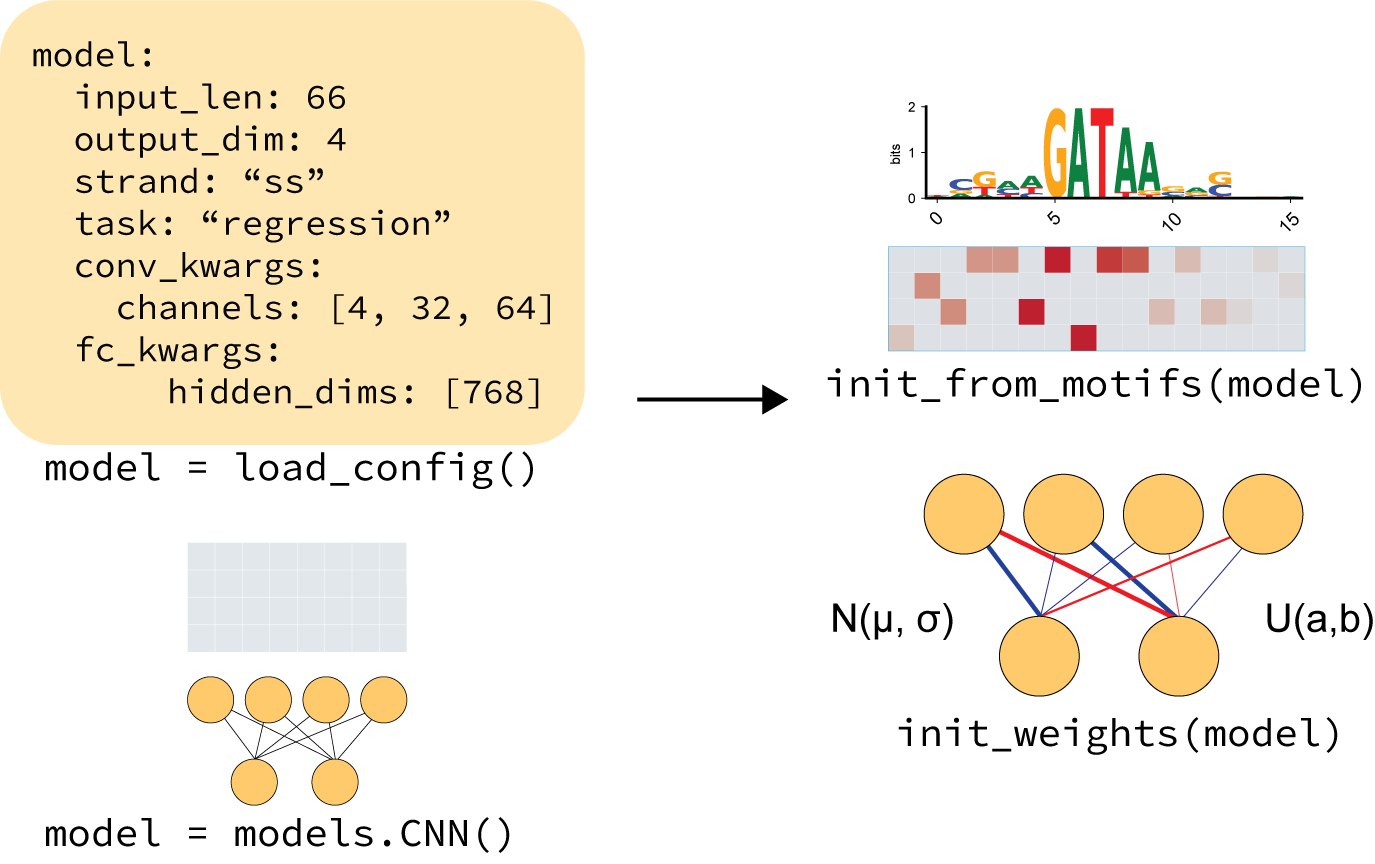 model:
input_len: 66
output_dim: 4
strand: “ss”
task: “regression”
conv_kwargs:
channels: [4, 32, 64]
fc_kwargs:
hidden_dims: [768]
model = load_config()
model = models.CNN()
2
1
0
bits
GATAA
0
5
10
15
init_from_motifs(model)
N(μ, σ)
U(a,b)
init_weights(model)